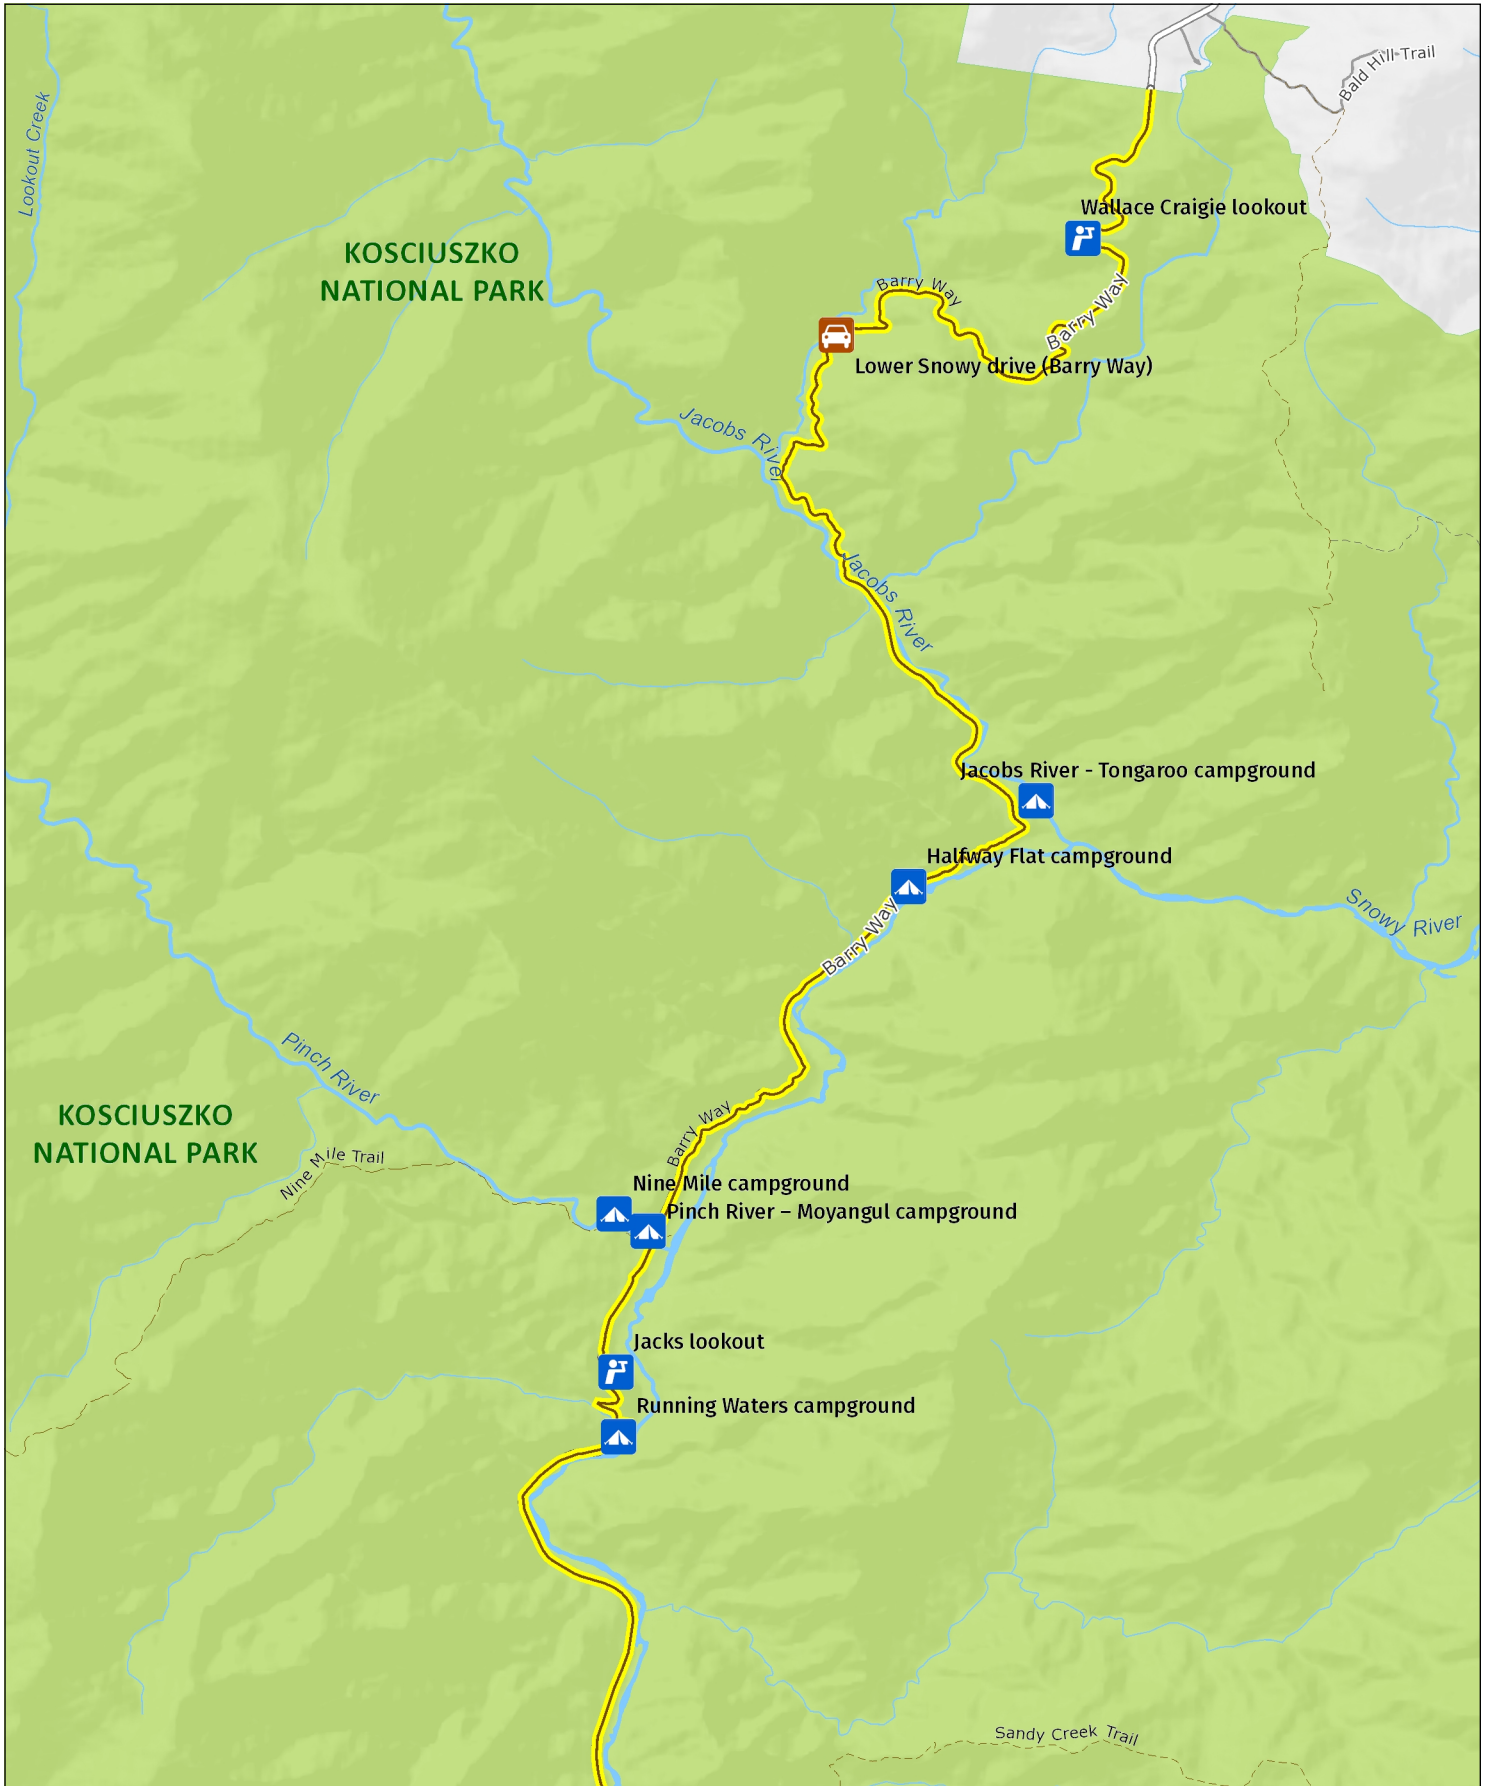 Bald Hill Trail
Lookout Creek
Wallace Craigie lookout
KOSCIUSZKO
NATIONAL PARK
Barry Way
Barry Way
Lower Snowy drive (Barry Way)
Jacobs River
Jacobs River
Jacobs River - Tongaroo campground
Halfway Flat campground
Snowy River
Barry Way
Pinch River
KOSCIUSZKO
NATIONAL PARK
Barry Way
Nine Mile Trail
Nine Mile campground
Pinch River – Moyangul campground
Jacks lookout
Running Waters campground
Sandy Creek Trail